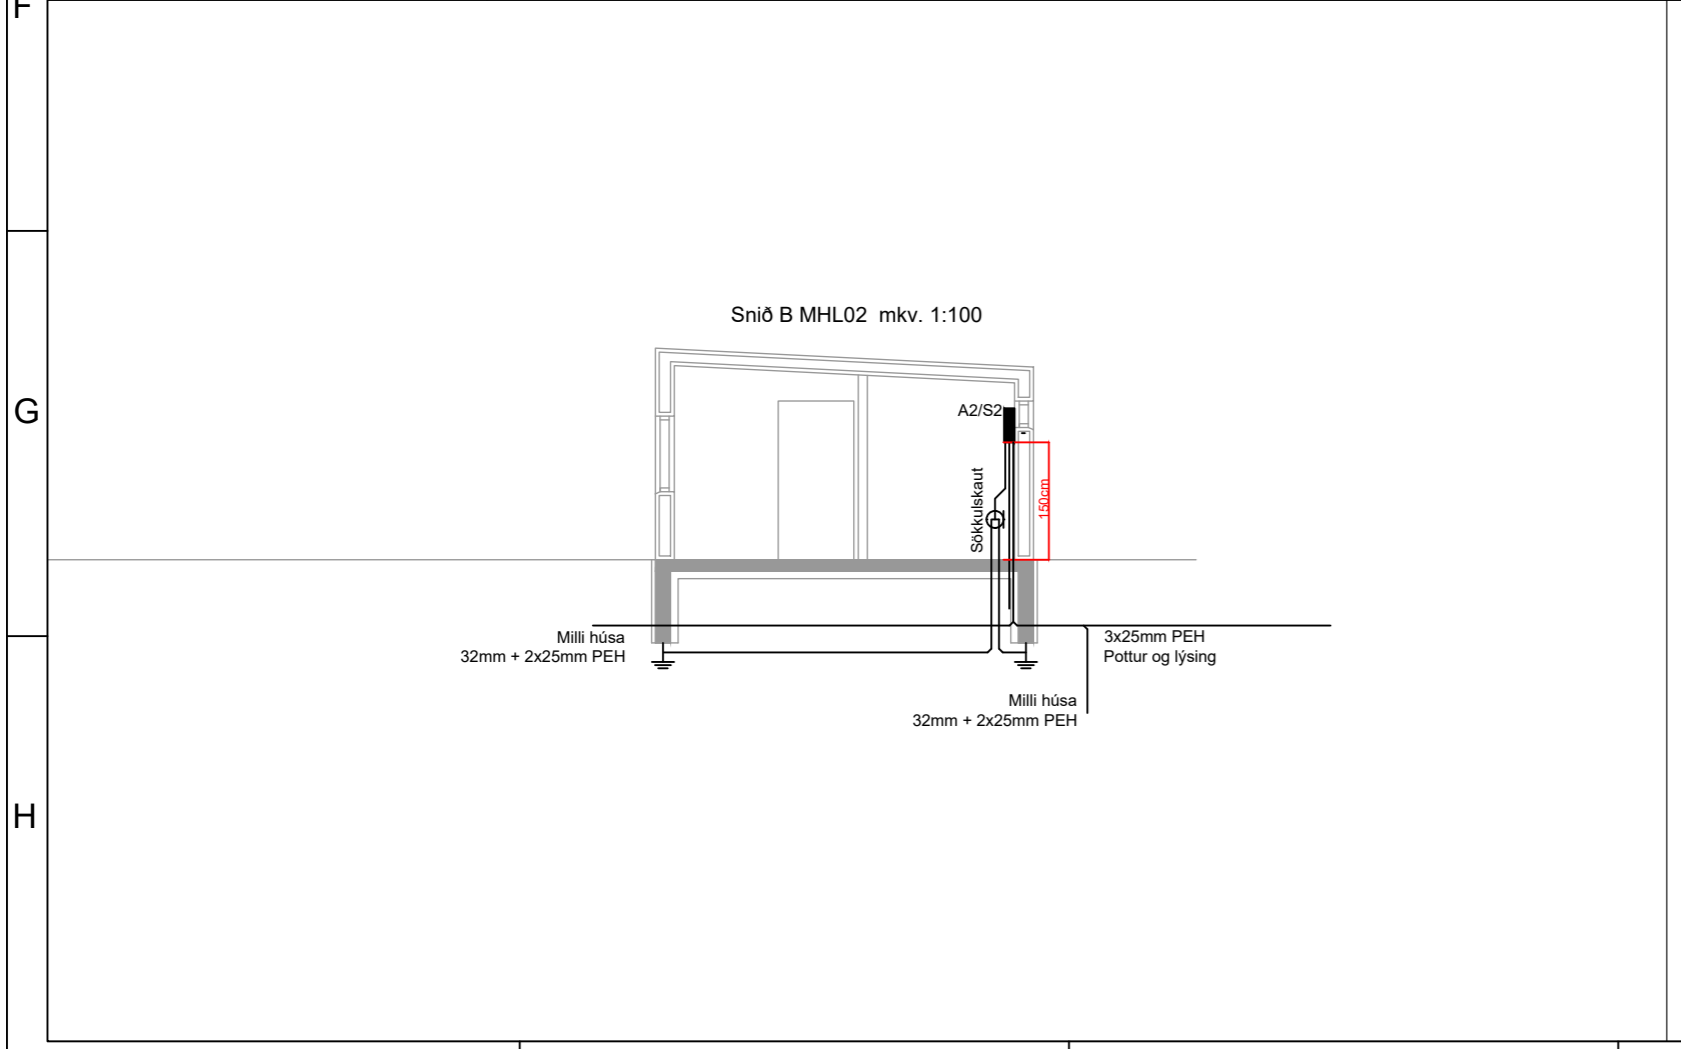 F
Snið B MHL02 mkv. 1:100
G
A2/S2
Sökkulskaut
150cm
Milli húsa
32mm + 2x25mm PEH
3x25mm PEH
Pottur og lýsing
Milli húsa
32mm + 2x25mm PEH
H